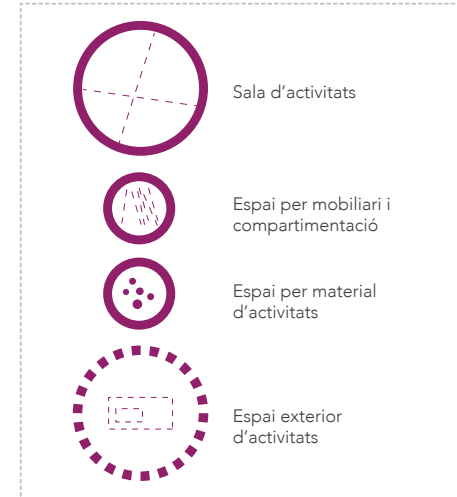 Sala d’activitats
Espai per mobiliari i
compartimentació
Espai per material
d’activitats
Espai exterior
d’activitats